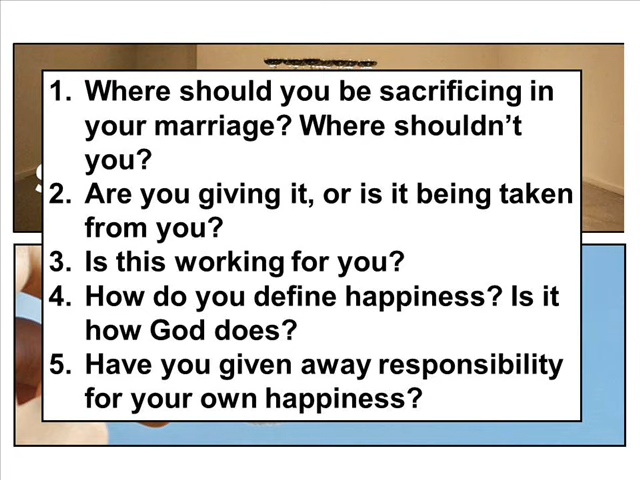 1. Where should you be sacrificing in
your marriage? Where shouldn't
you?
2. Are you giving it, or is it being taken
from you?
3. Is this working for you?
4. How do you define happiness? Is it
how God does?
5. Have you given away responsibility
for your own happiness?